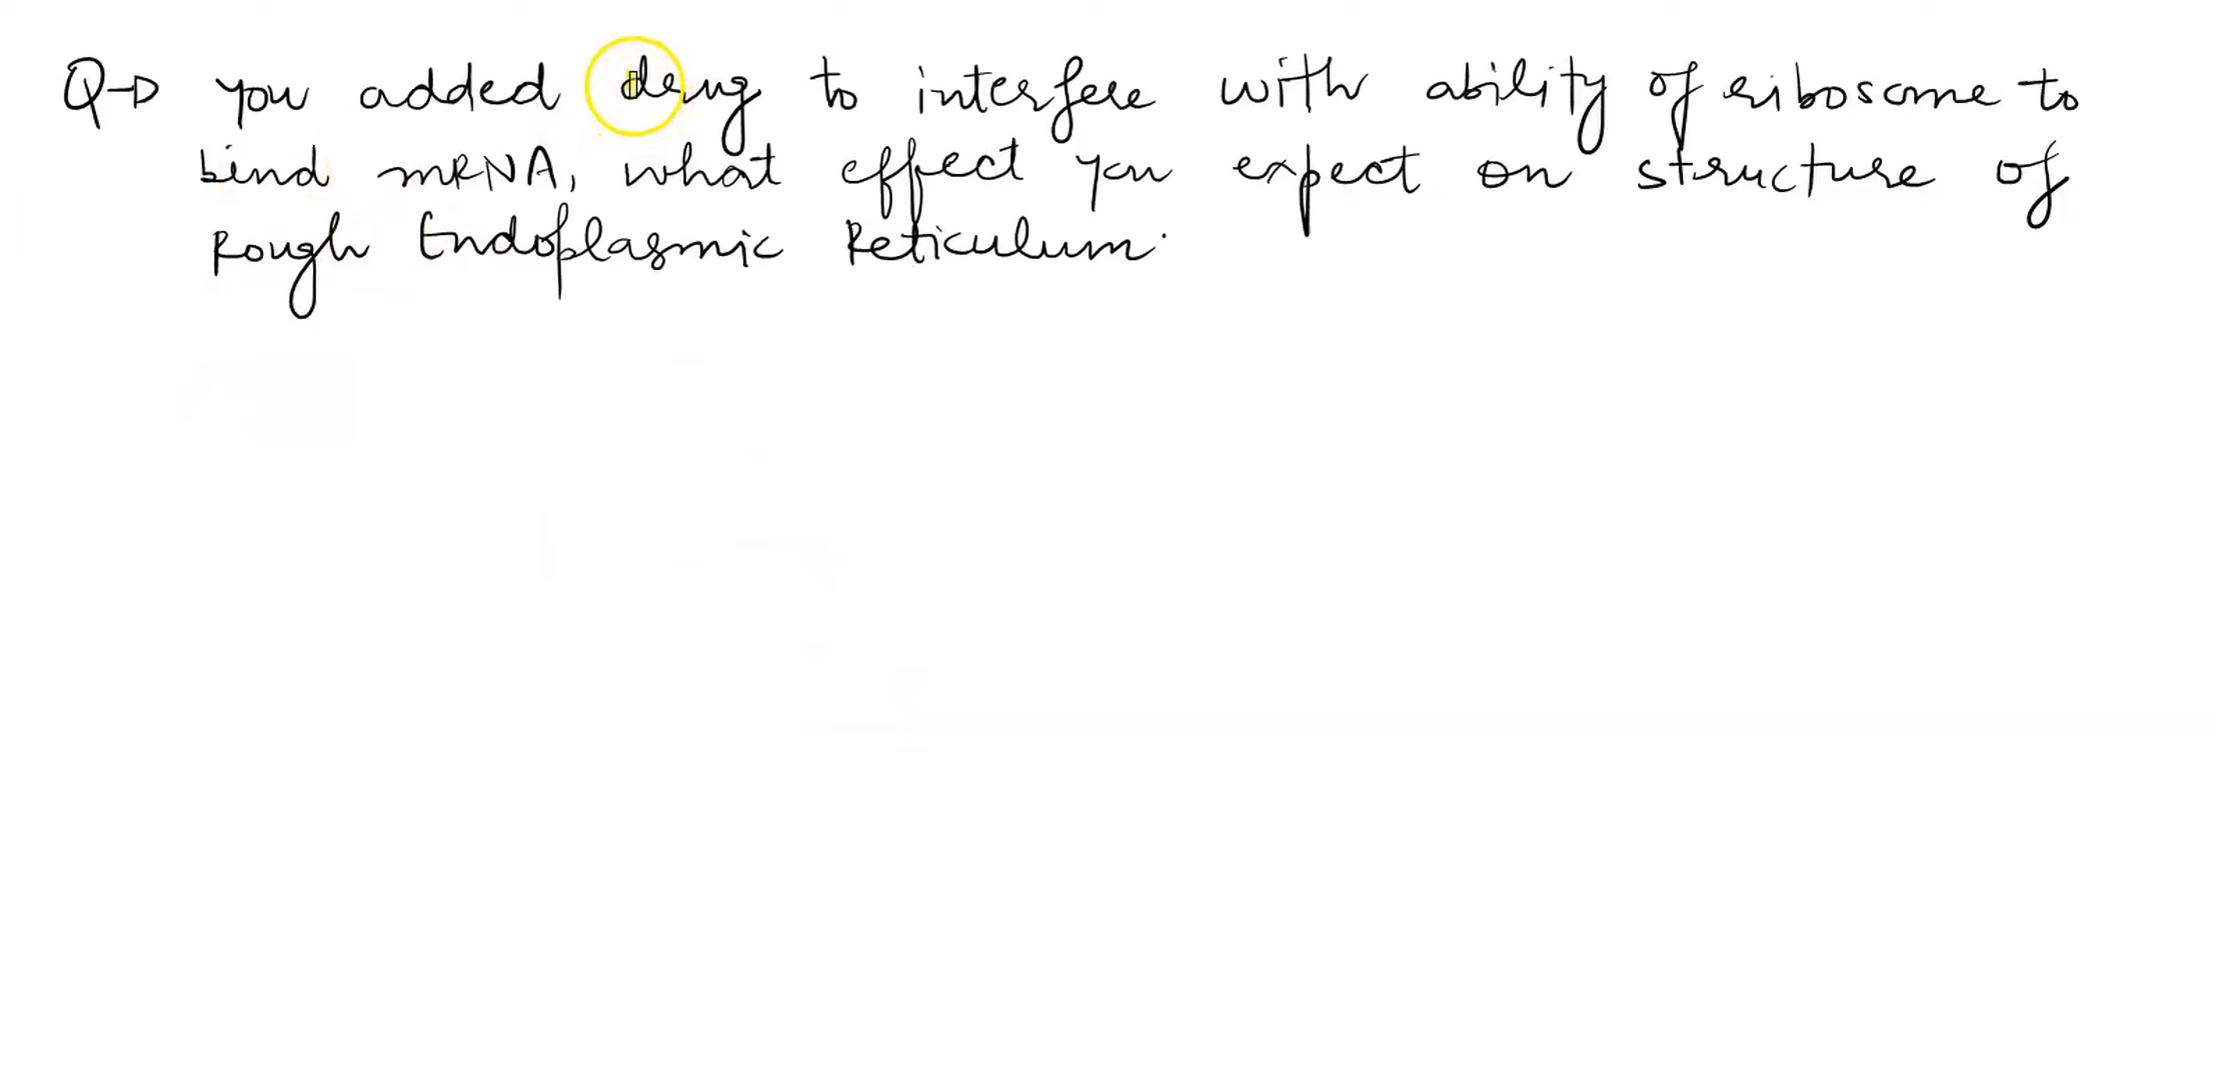 Q→ you added drug to interfere with ability of ribosome to
bind mRNA, what effect you expect on structure of
Rough Endoplasmic Reticulum.